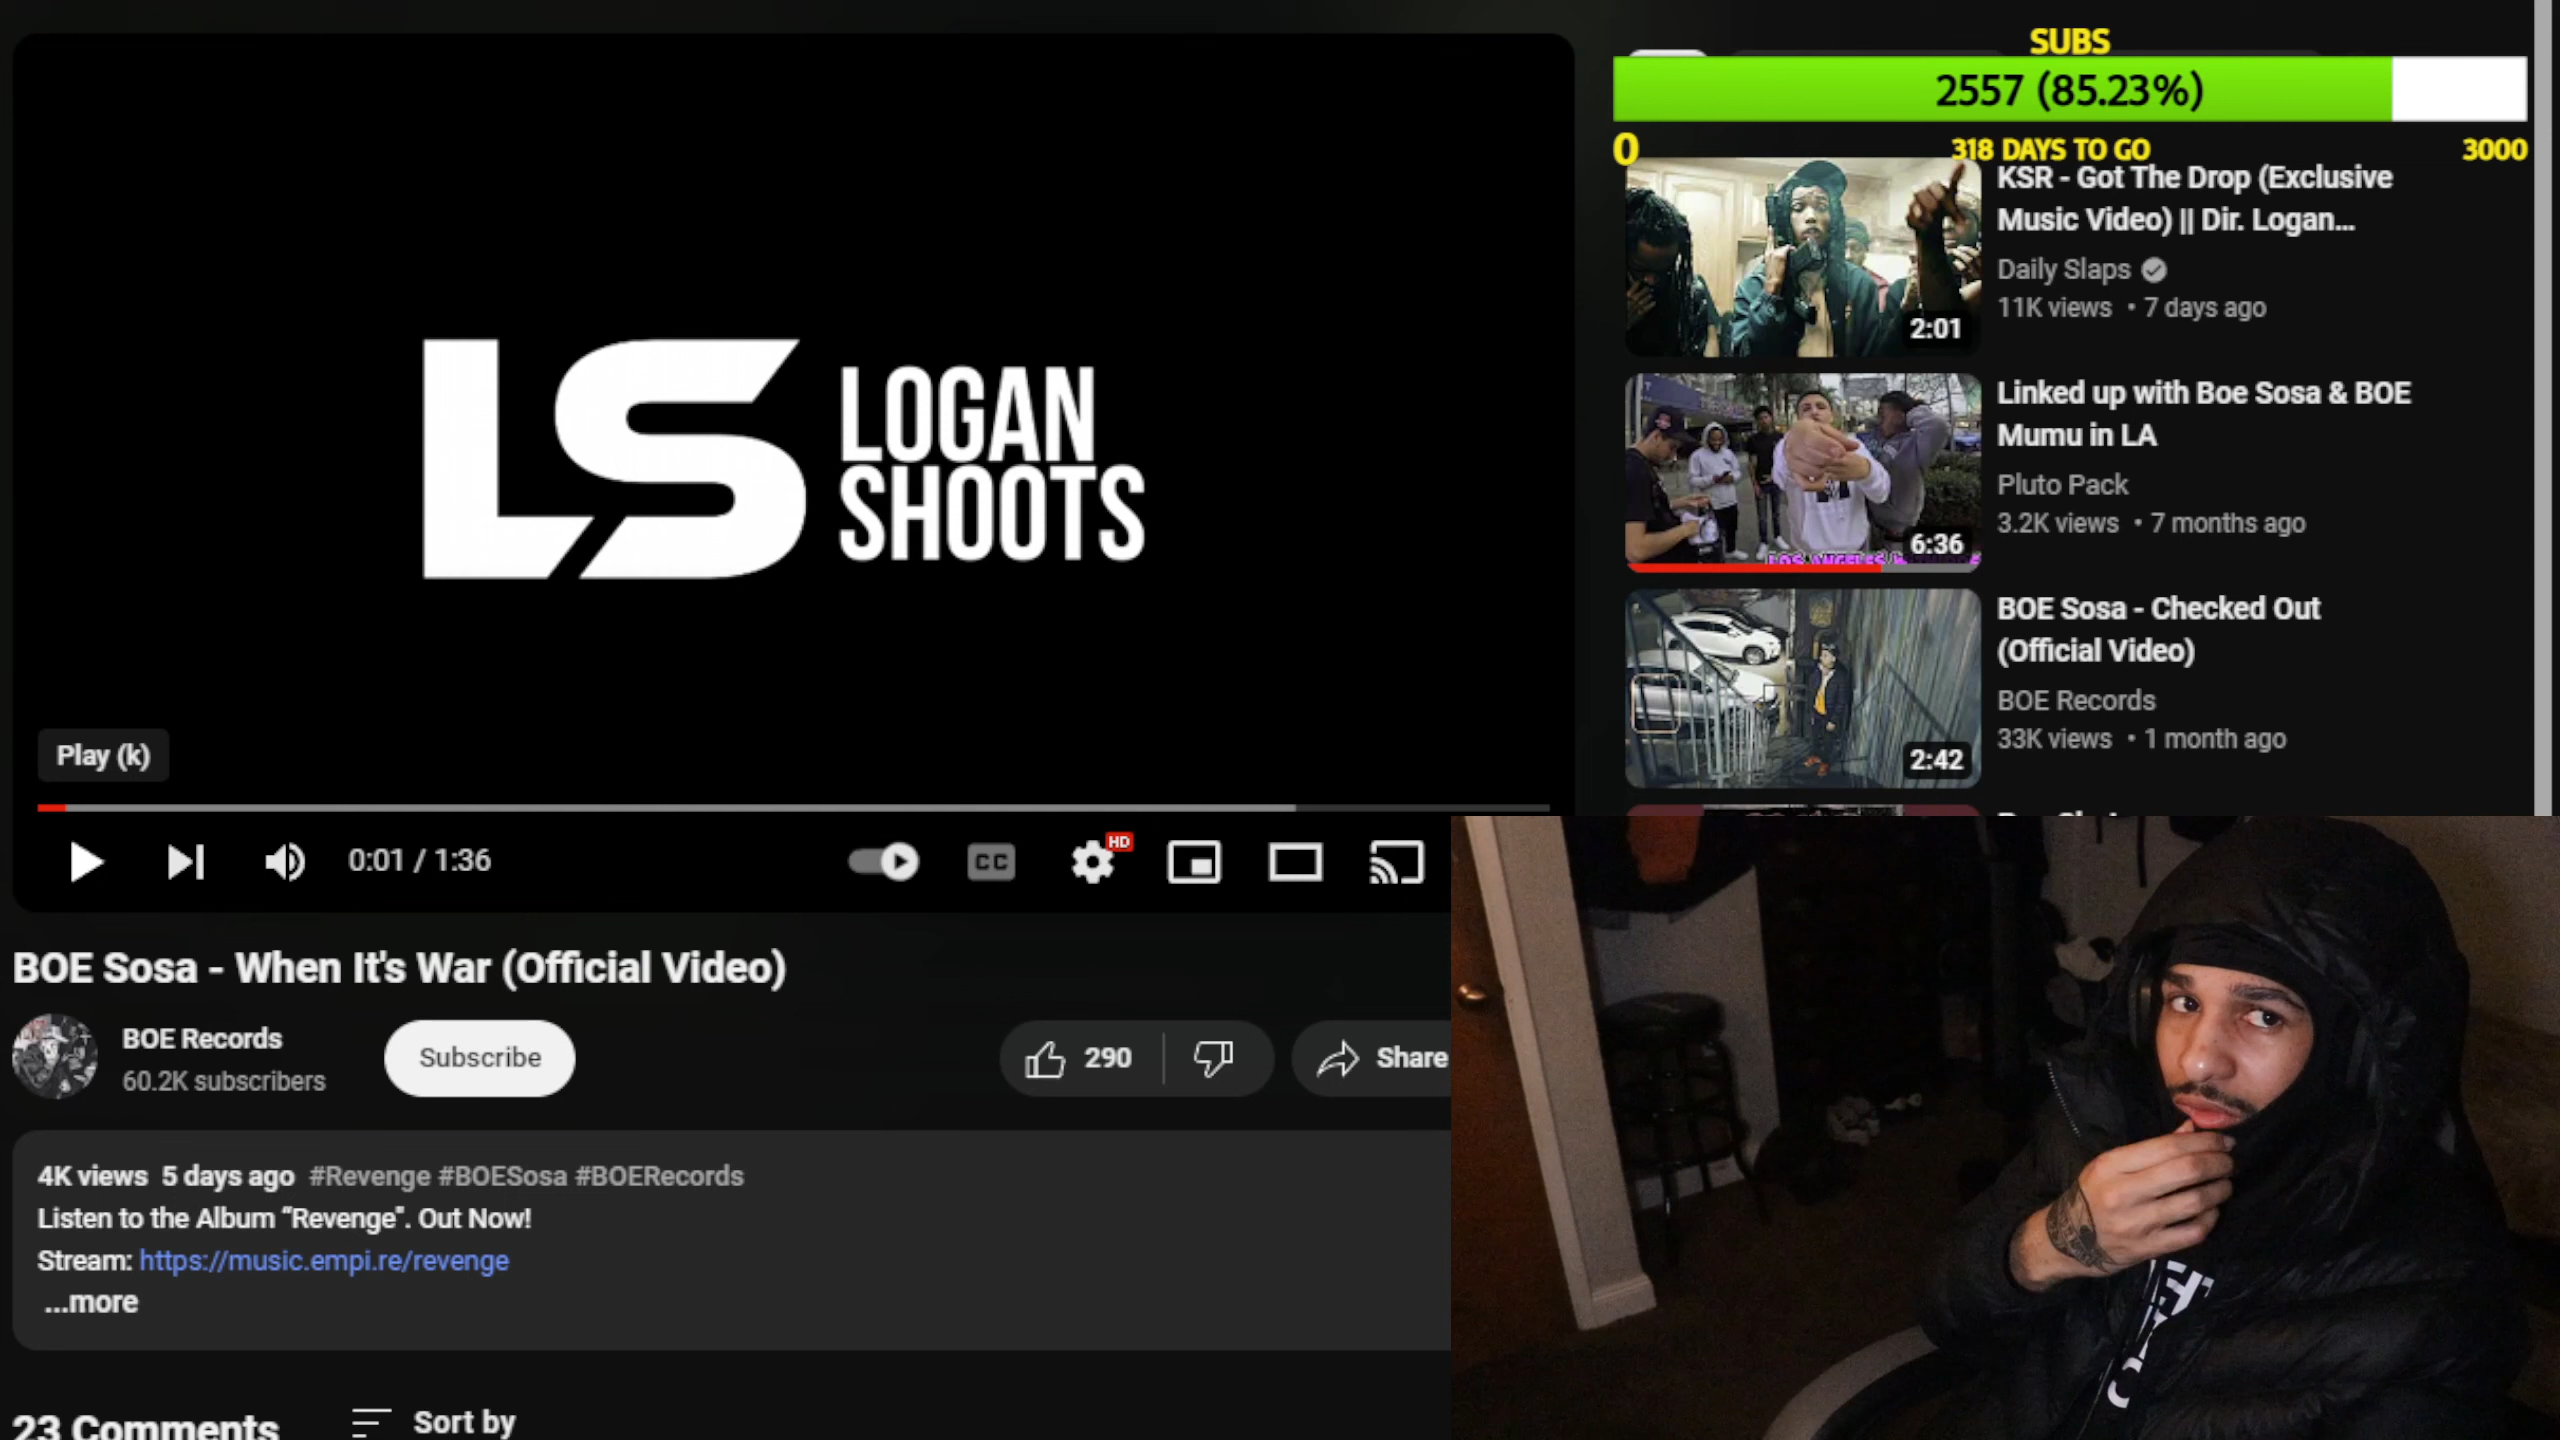 LS LOGAN
SHOOTS
Play (k)
0:01 / 1:36
CC
HD
BOE Sosa - When It's War (Official Video)
BOE Records
60.2K subscribers
Subscribe
290
Share
4K views 5 days ago #Revenge #BOESosa #BOERecords
Listen to the Album “Revenge". Out Now!
Stream: https://music.empi.re/revenge
...more
23 Comments
Sort by
SUBS
2557 (85.23%)
0
318 DAYS TO GO
3000
KSR - Got The Drop (Exclusive
Music Video) || Dir. Logan...
Daily Slaps
11K views • 7 days ago
2:01
Linked up with Boe Sosa & BOE
Mumu in LA
Pluto Pack
3.2K views • 7 months ago
6:36
BOE Sosa - Checked Out
(Official Video)
BOE Records
33K views • 1 month ago
2:42